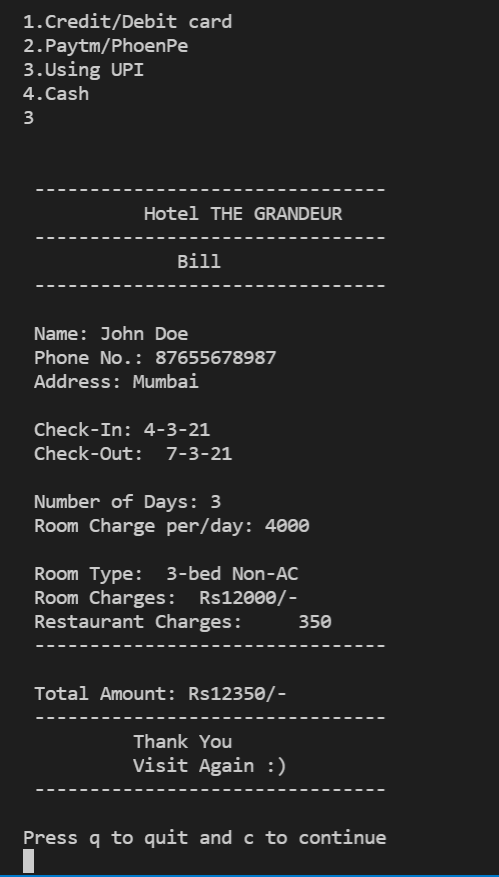 1.Credit/Debit card
2.Paytm/PhoenPe
3.Using UPI
4.Cash
3
--------------------------------
Hotel THE GRANDEUR
--------------------------------
Bill
--------------------------------
Name: John Doe
Phone No.: 87655678987
Address: Mumbai
Check-In: 4-3-21
Check-Out:  7-3-21
Number of Days: 3
Room Charge per/day: 4000
Room Type:  3-bed Non-AC
Room Charges:  Rs12000/-
Restaurant Charges:     350
--------------------------------
Total Amount: Rs12350/-
--------------------------------
Thank You
Visit Again :)
--------------------------------
Press q to quit and c to continue